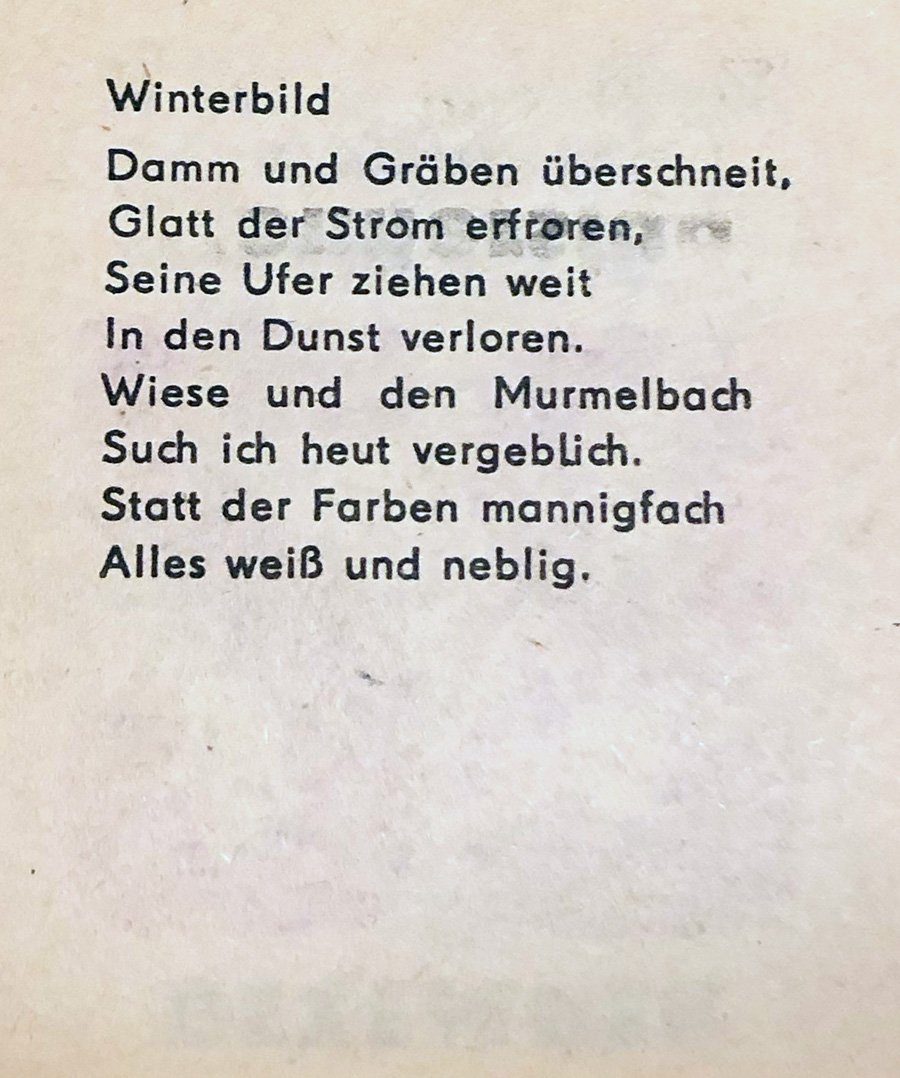 Winterbild
Damm und Gräben überschneit,
Glatt der Strom erfroren,
Seine Ufer ziehen weit
In den Dunst verloren.
Wiese und den Murmelbach
Such ich heut vergeblich.
Statt der Farben mannigfach
Alles weiß und neblig.